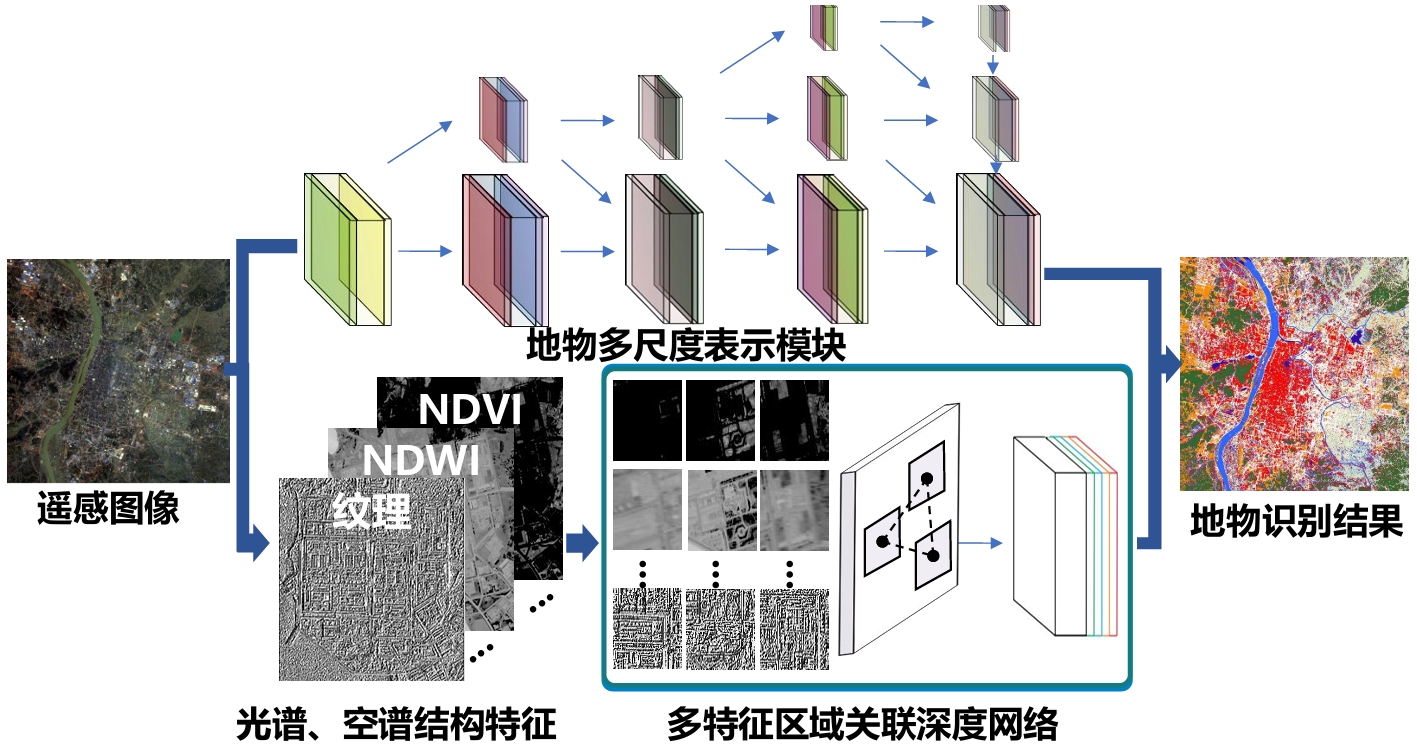 地物多尺度表示模块
NDVI
NDWI
纹理
遥感图像
地物识别结果
光谱、空谱结构特征
多特征区域关联深度网络